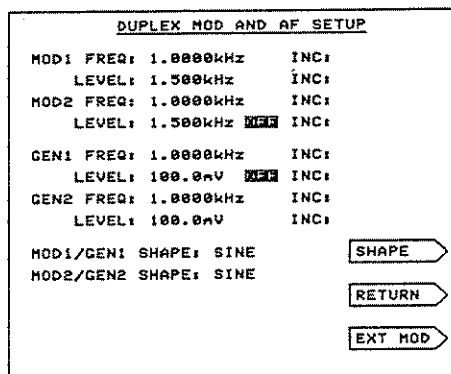 DUPLEX MOD AND AF SETUP
MOD1 FREQ: 1.0000kHz INC:
LEVEL: 1.500kHz INC:
MOD2 FREQ: 1.0000kHz INC:
LEVEL: 1.500kHz OFF INC:
GEN1 FREQ: 1.0000kHz INC:
LEVEL: 100.0mV OFF INC:
GEN2 FREQ: 1.0000kHz INC:
LEVEL: 100.0mV INC:
MOD1/GEN1 SHAPE: SINE
SHAPE
MOD2/GEN2 SHAPE: SINE
RETURN
EXT MOD